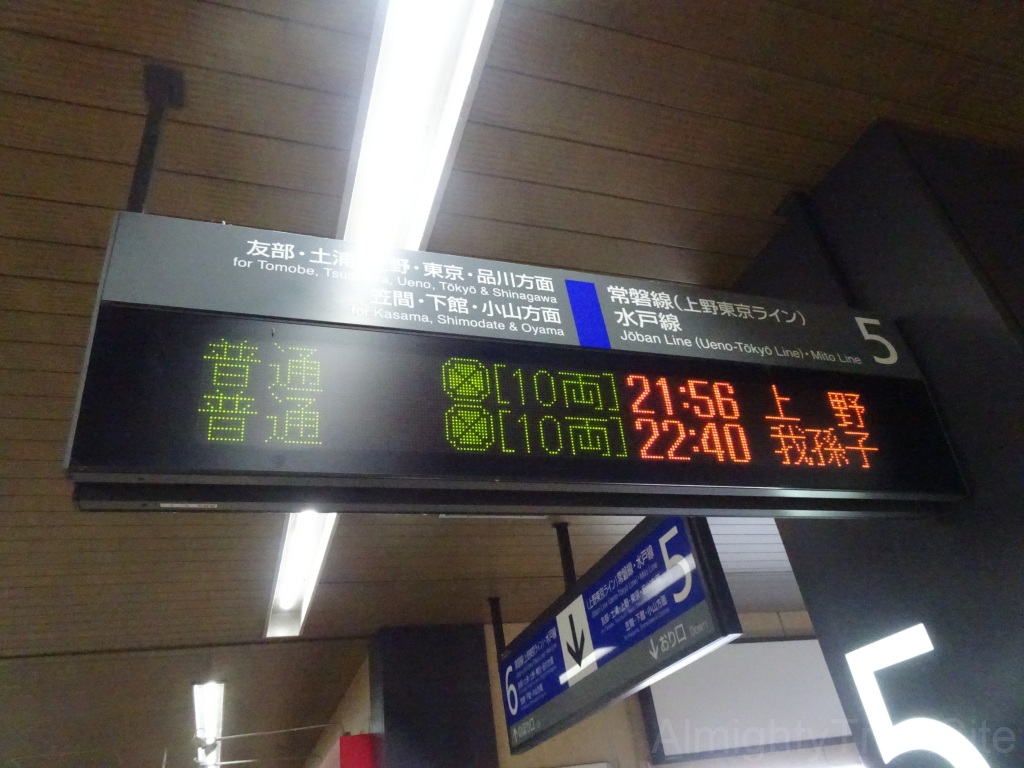 友部・土浦・上野・東京・品川方面
for Tomobe, Tsuchiura, Ueno, Tōkyō & Shinagawa
笠間・下館・小山方面
for Kasama, Shimodate & Oyama
常磐線(上野東京ライン)
水戸線
Jōban Line (Ueno-Tōkyō Line)・Mito Line
5
普通 [10両] 21:56 上 野
普通 [10両] 22:40 我孫子
5
6
おり口
5
AlmightyTrainSite